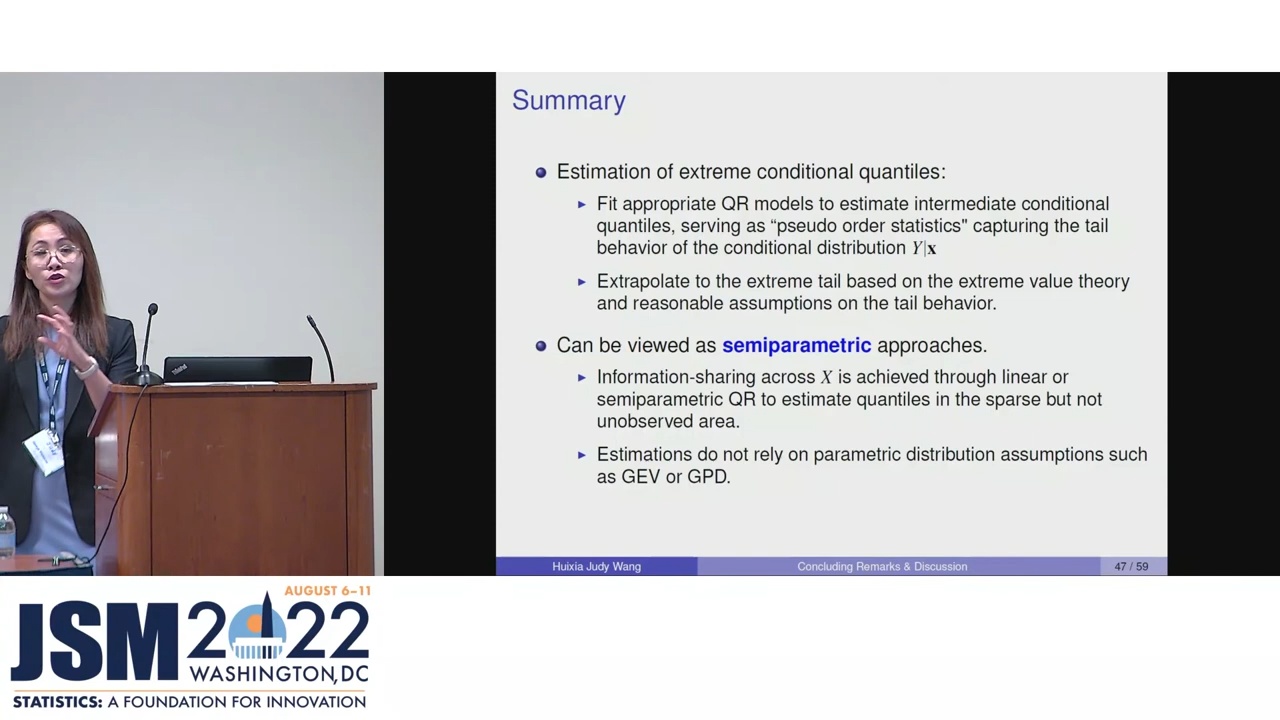 Summary
Estimation of extreme conditional quantiles:
Fit appropriate QR models to estimate intermediate conditional
quantiles, serving as “pseudo order statistics" capturing the tail
behavior of the conditional distribution Y|x
Extrapolate to the extreme tail based on the extreme value theory
and reasonable assumptions on the tail behavior.
Can be viewed as semiparametric approaches.
Information-sharing across X is achieved through linear or
semiparametric QR to estimate quantiles in the sparse but not
unobserved area.
Estimations do not rely on parametric distribution assumptions such
as GEV or GPD.
Huixia Judy Wang
Concluding Remarks & Discussion
47 / 59
AUGUST 6–11
JSM 2022
WASHINGTON, DC
STATISTICS: A FOUNDATION FOR INNOVATION